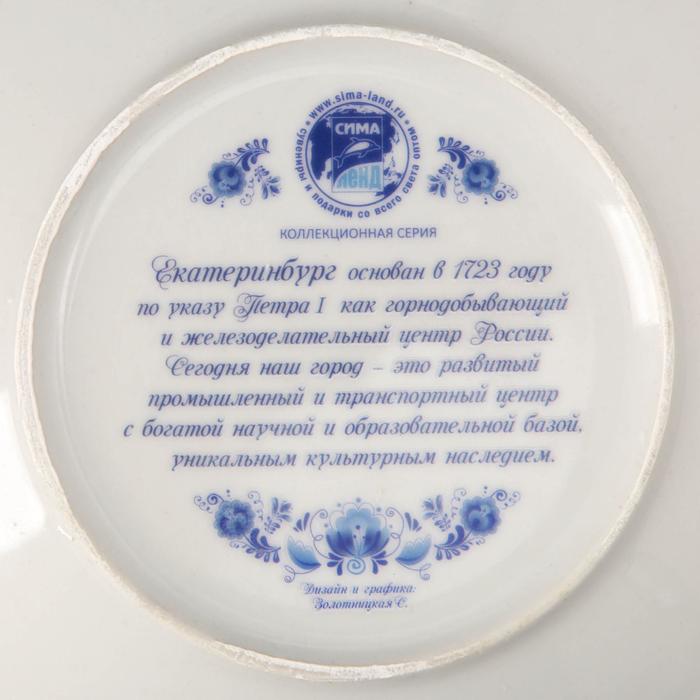 www.sima-land.ru
СИМА
ЛЕНД
сувениры и подарки со всего света оптом
КОЛЛЕКЦИОННАЯ СЕРИЯ
Екатеринбург основан в 1723 году
по указу Петра I как горнодобывающий
и железоделательный центр России.
Сегодня наш город – это развитый
промышленный и транспортный центр
с богатой научной и образовательной базой,
уникальным культурным наследием.
Дизайн и графика:
Золотницкая С.